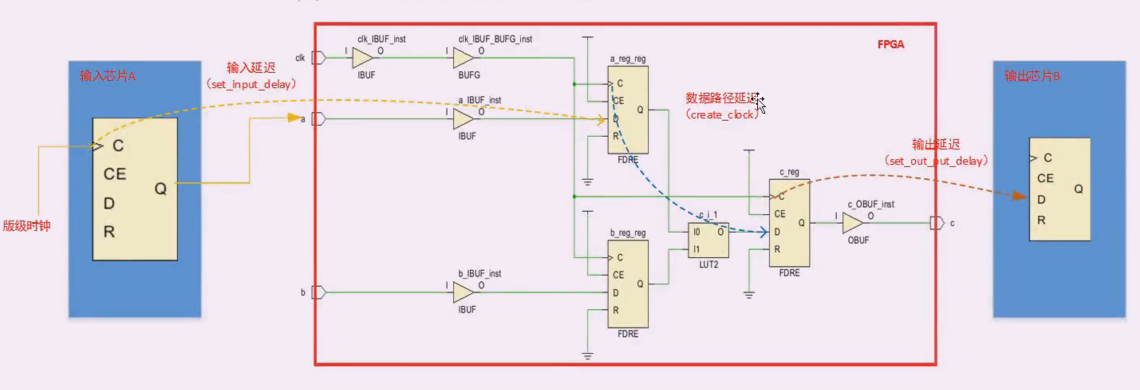 输入芯片A
C
CE
D
R
Q
版级时钟
输入延迟
（set_input_delay）
FPGA
clk
clk_IBUF_inst
I
O
IBUF
clk_IBUF_BUFG_inst
I
O
BUFG
a
a_IBUF_inst
I
O
IBUF
a_reg_reg
C
CE
D
R
Q
FDRE
数据路径延迟
（create_clock）
b
b_IBUF_inst
I
O
IBUF
b_reg_reg
C
CE
D
R
Q
FDRE
c_i_1
I0
I1
O
LUT2
c_reg
C
CE
D
R
Q
FDRE
c_OBUF_inst
I
O
OBUF
c
输出延迟
（set_out_put_delay）
输出芯片B
C
CE
D
R
Q